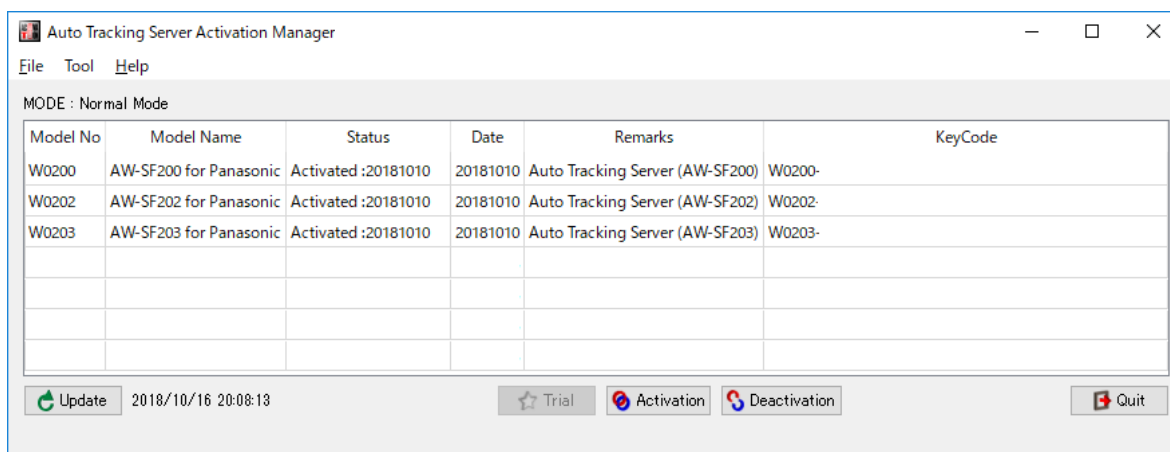 Auto Tracking Server Activation Manager
File Tool Help
MODE : Normal Mode
Model No Model Name Status Date Remarks KeyCode
W0200 AW-SF200 for Panasonic Activated :20181010 20181010 Auto Tracking Server (AW-SF200) W0200-
W0202 AW-SF202 for Panasonic Activated :20181010 20181010 Auto Tracking Server (AW-SF202) W0202-
W0203 AW-SF203 for Panasonic Activated :20181010 20181010 Auto Tracking Server (AW-SF203) W0203-
Update 2018/10/16 20:08:13 Trial Activation Deactivation Quit